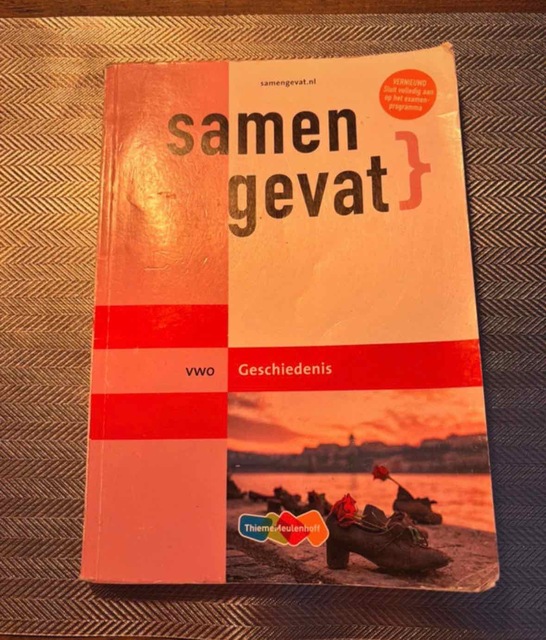 samengevat.nl
VERNIEUWD
Sluit volledig aan
op het examen-
programma
samen
gevat}
vwo
Geschiedenis
ThiemeMeulenhoff